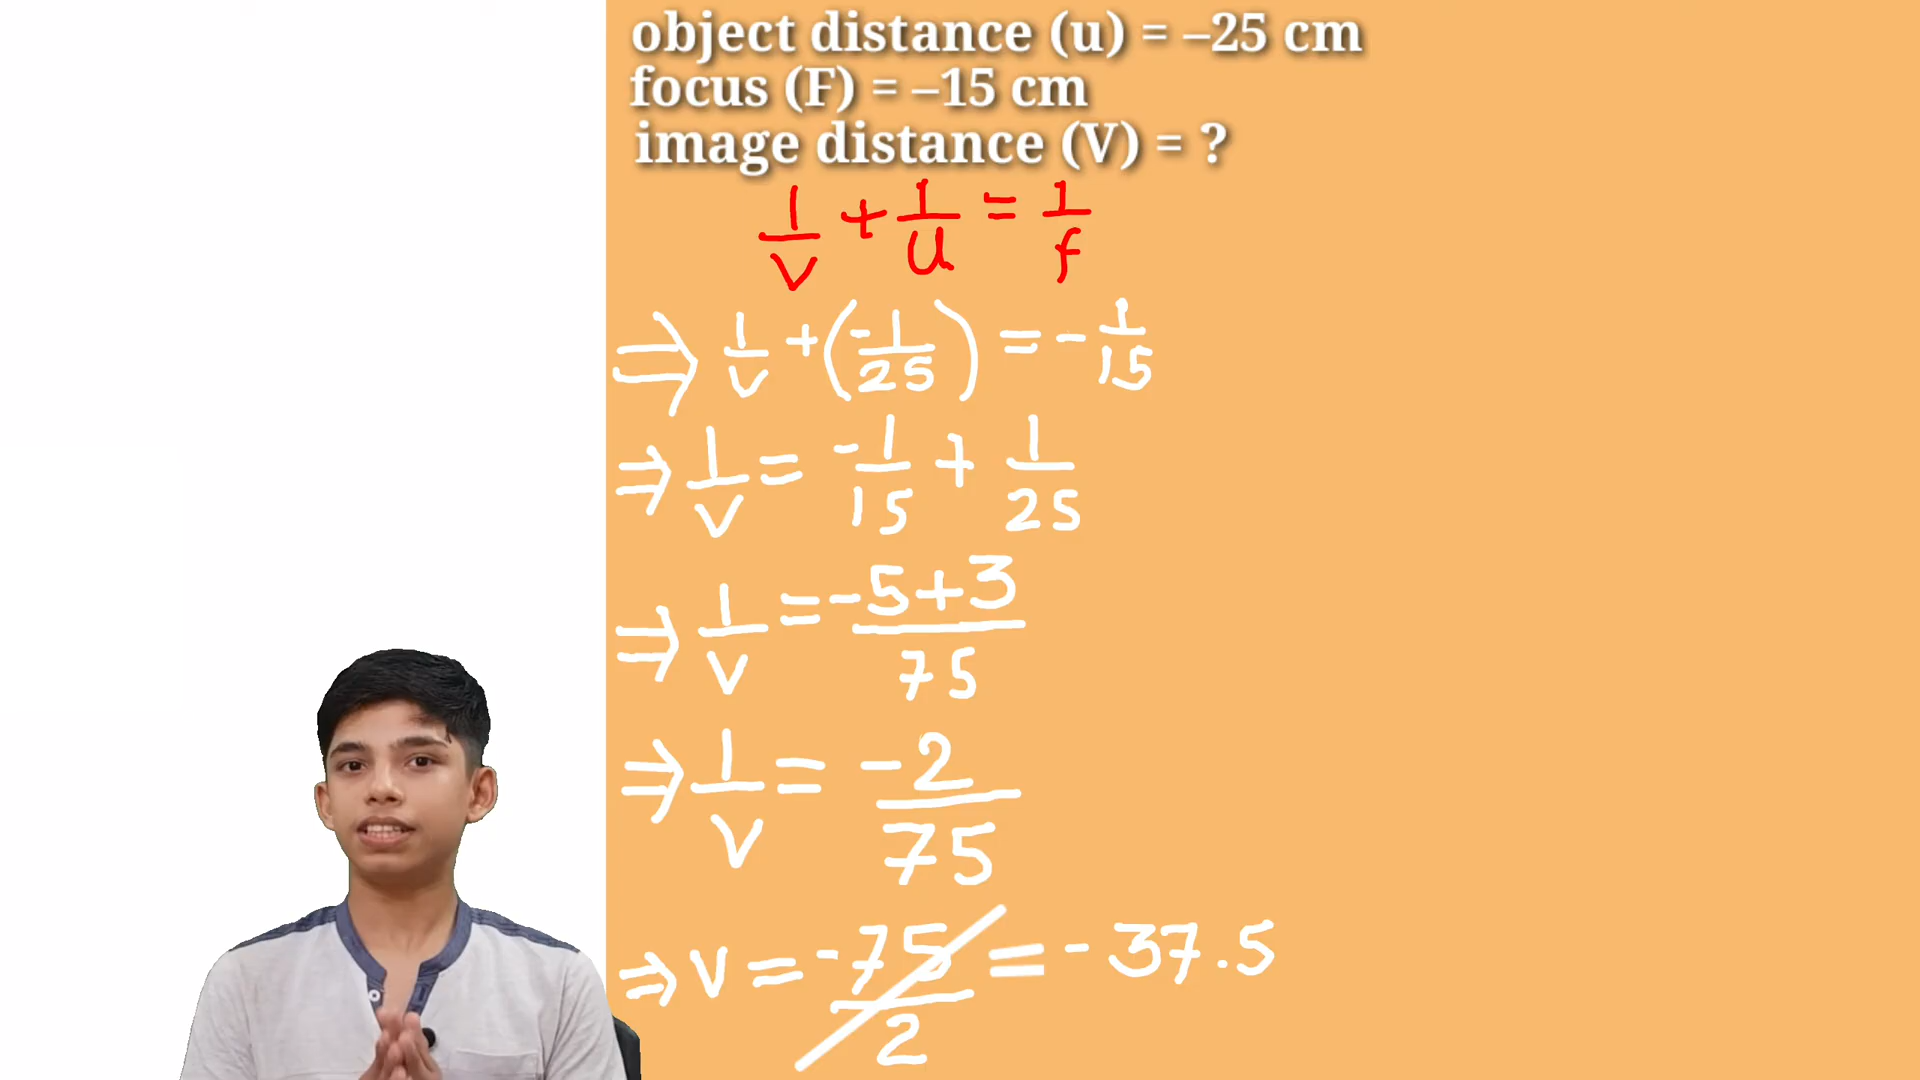 object distance (u) = –25 cm
focus (F) = –15 cm
image distance (V) = ?
1/v + 1/u = 1/f
⇒ 1/v + (-1/25) = -1/15
⇒ 1/v = -1/15 + 1/25
⇒ 1/v = -5+3/75
⇒ 1/v = -2/75
⇒ v = -75/2 = -37.5